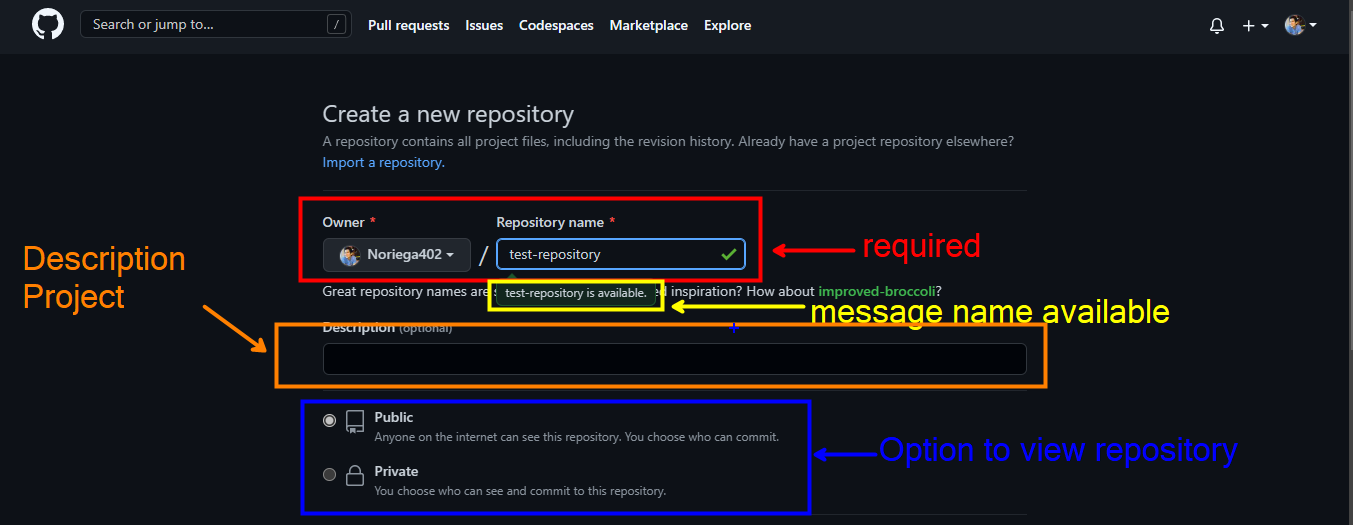 Search or jump to... /
Pull requests Issues Codespaces Marketplace Explore
Create a new repository
A repository contains all project files, including the revision history. Already have a project repository elsewhere?
Import a repository.
Owner * Repository name *
Noriega402 / test-repository
required
Description
Project
Great repository names are inspiration? How about improved-broccoli?
test-repository is available.
message name available
Description (optional)
Public
Anyone on the internet can see this repository. You choose who can commit.
Option to view repository
Private
You choose who can see and commit to this repository.